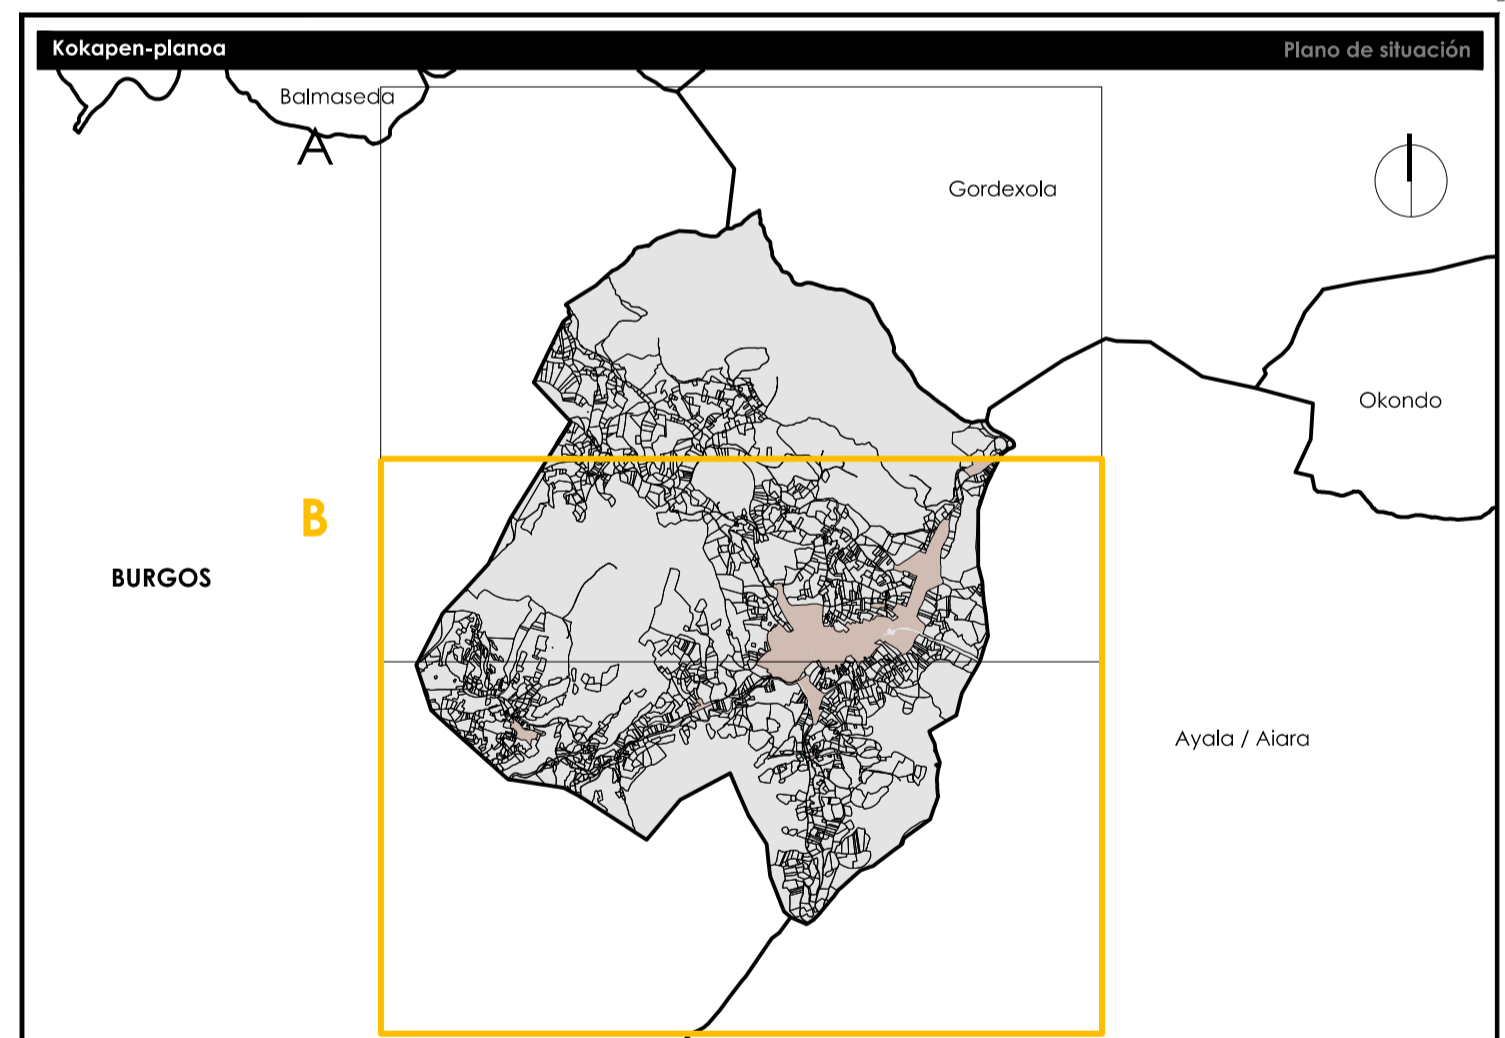 Kokapen-planoa
Plano de situación
Balmaseda
A
Gordexola
Okondo
B
BURGOS
Ayala / Aiara